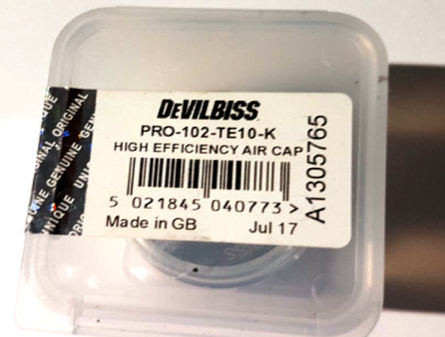 DEVILBISS
PRO-102-TE10-K
HIGH EFFICIENCY AIR CAP
5 021845 040773 >
Made in GB Jul 17
A1305765
ORIGINAL
GENUINE
UNIQUE